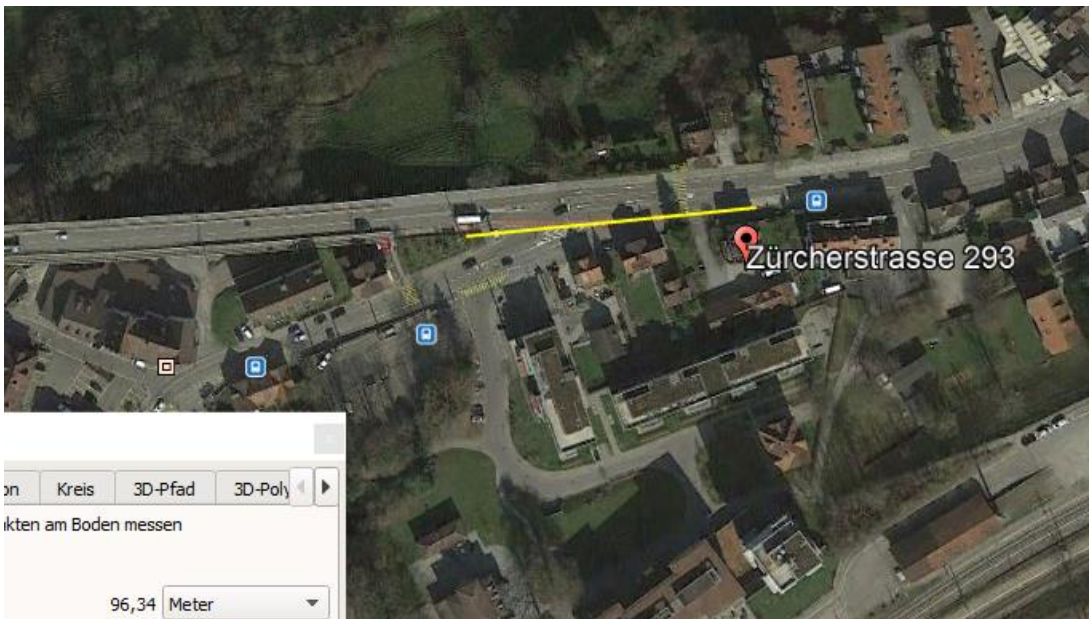 Zürcherstrasse 293
on Kreis 3D-Pfad 3D-Poly
kten am Boden messen
96,34 Meter